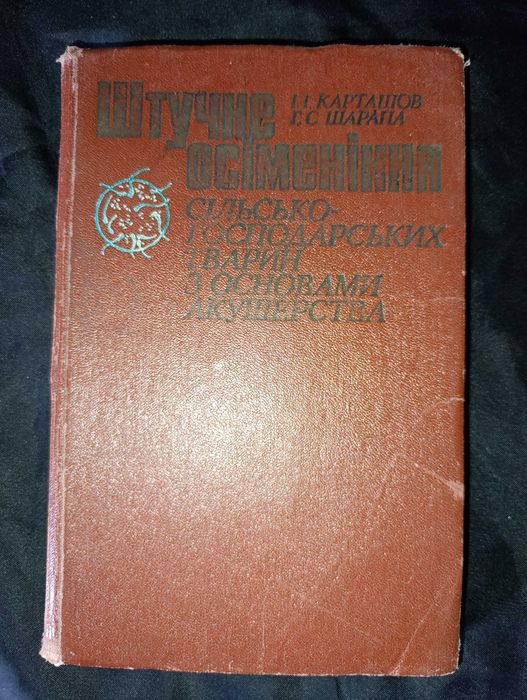 І. І. КАРТАШОВ
Г. С. ШАРАПА
Штучне
осіменіння
СІЛЬСЬКО-
ГОСПОДАРСЬКИХ
ТВАРИН
З ОСНОВАМИ
АКУШЕРСТВА